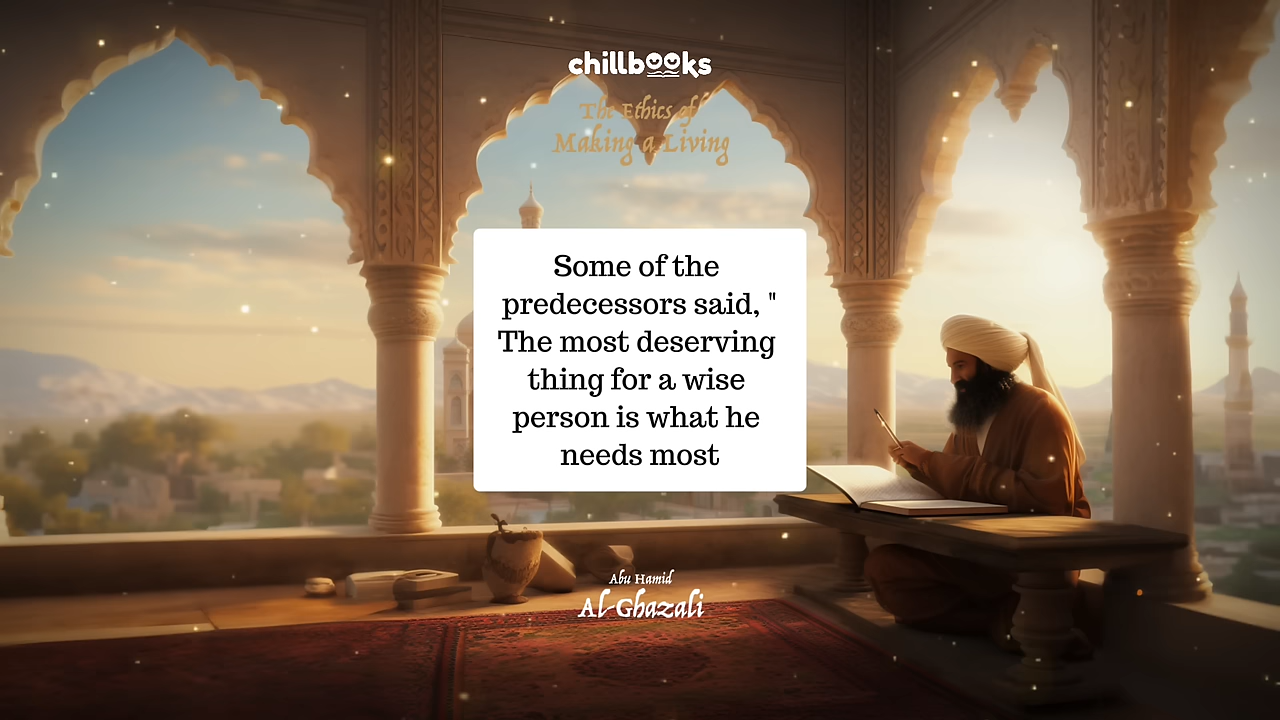 chillbooks
The Ethics of
Making a Living
Some of the
predecessors said, "
The most deserving
thing for a wise
person is what he
needs most
Abu Hamid
Al-Ghazali